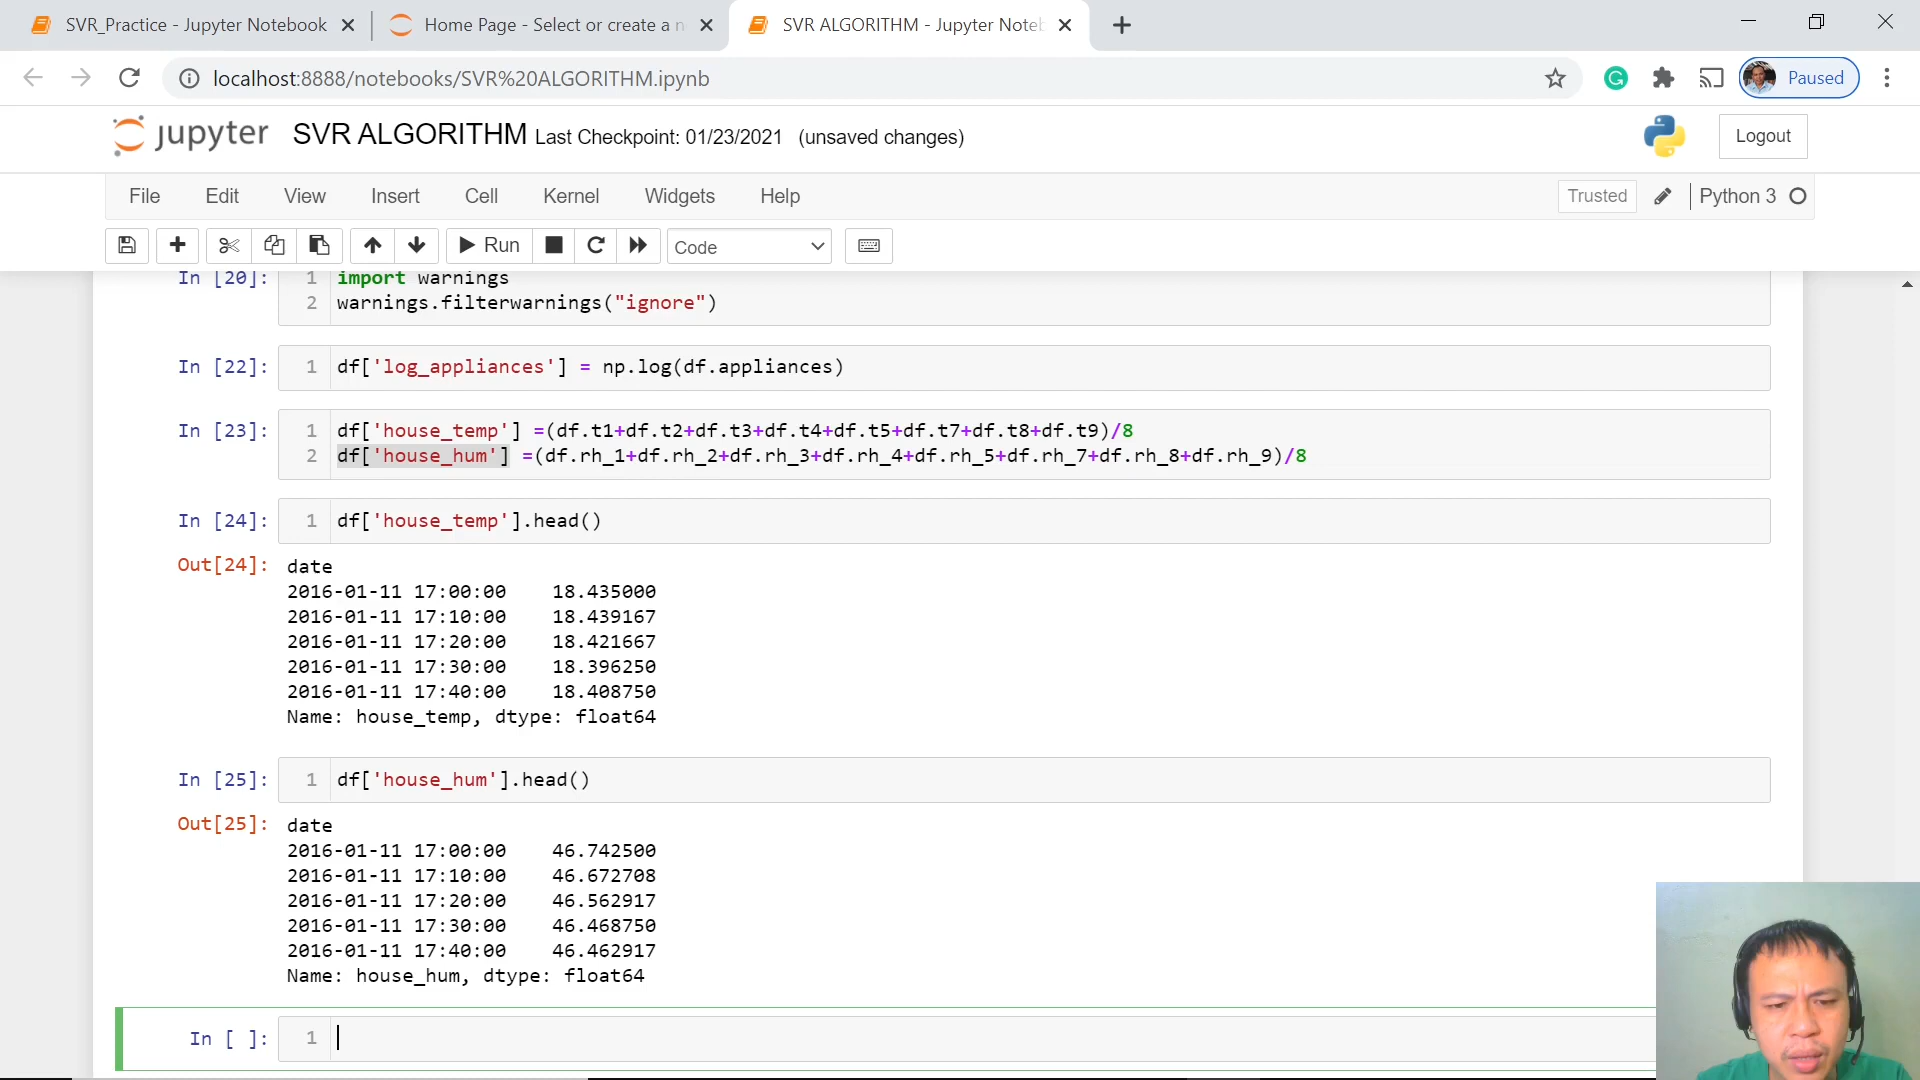 SVR_Practice - Jupyter Notebook
Home Page - Select or create a n
SVR ALGORITHM - Jupyter Noteb
localhost:8888/notebooks/SVR%20ALGORITHM.ipynb
Paused
jupyter SVR ALGORITHM Last Checkpoint: 01/23/2021 (unsaved changes)
Logout
File Edit View Insert Cell Kernel Widgets Help
Trusted
Python 3
Run
Code
In [20]: 1 import warnings
2 warnings.filterwarnings("ignore")
In [22]: 1 df['log_appliances'] = np.log(df.appliances)
In [23]: 1 df['house_temp'] =(df.t1+df.t2+df.t3+df.t4+df.t5+df.t7+df.t8+df.t9)/8
2 df['house_hum'] =(df.rh_1+df.rh_2+df.rh_3+df.rh_4+df.rh_5+df.rh_7+df.rh_8+df.rh_9)/8
In [24]: 1 df['house_temp'].head()
Out[24]: date
2016-01-11 17:00:00 18.435000
2016-01-11 17:10:00 18.439167
2016-01-11 17:20:00 18.421667
2016-01-11 17:30:00 18.396250
2016-01-11 17:40:00 18.408750
Name: house_temp, dtype: float64
In [25]: 1 df['house_hum'].head()
Out[25]: date
2016-01-11 17:00:00 46.742500
2016-01-11 17:10:00 46.672708
2016-01-11 17:20:00 46.562917
2016-01-11 17:30:00 46.468750
2016-01-11 17:40:00 46.462917
Name: house_hum, dtype: float64
In [ ]: 1